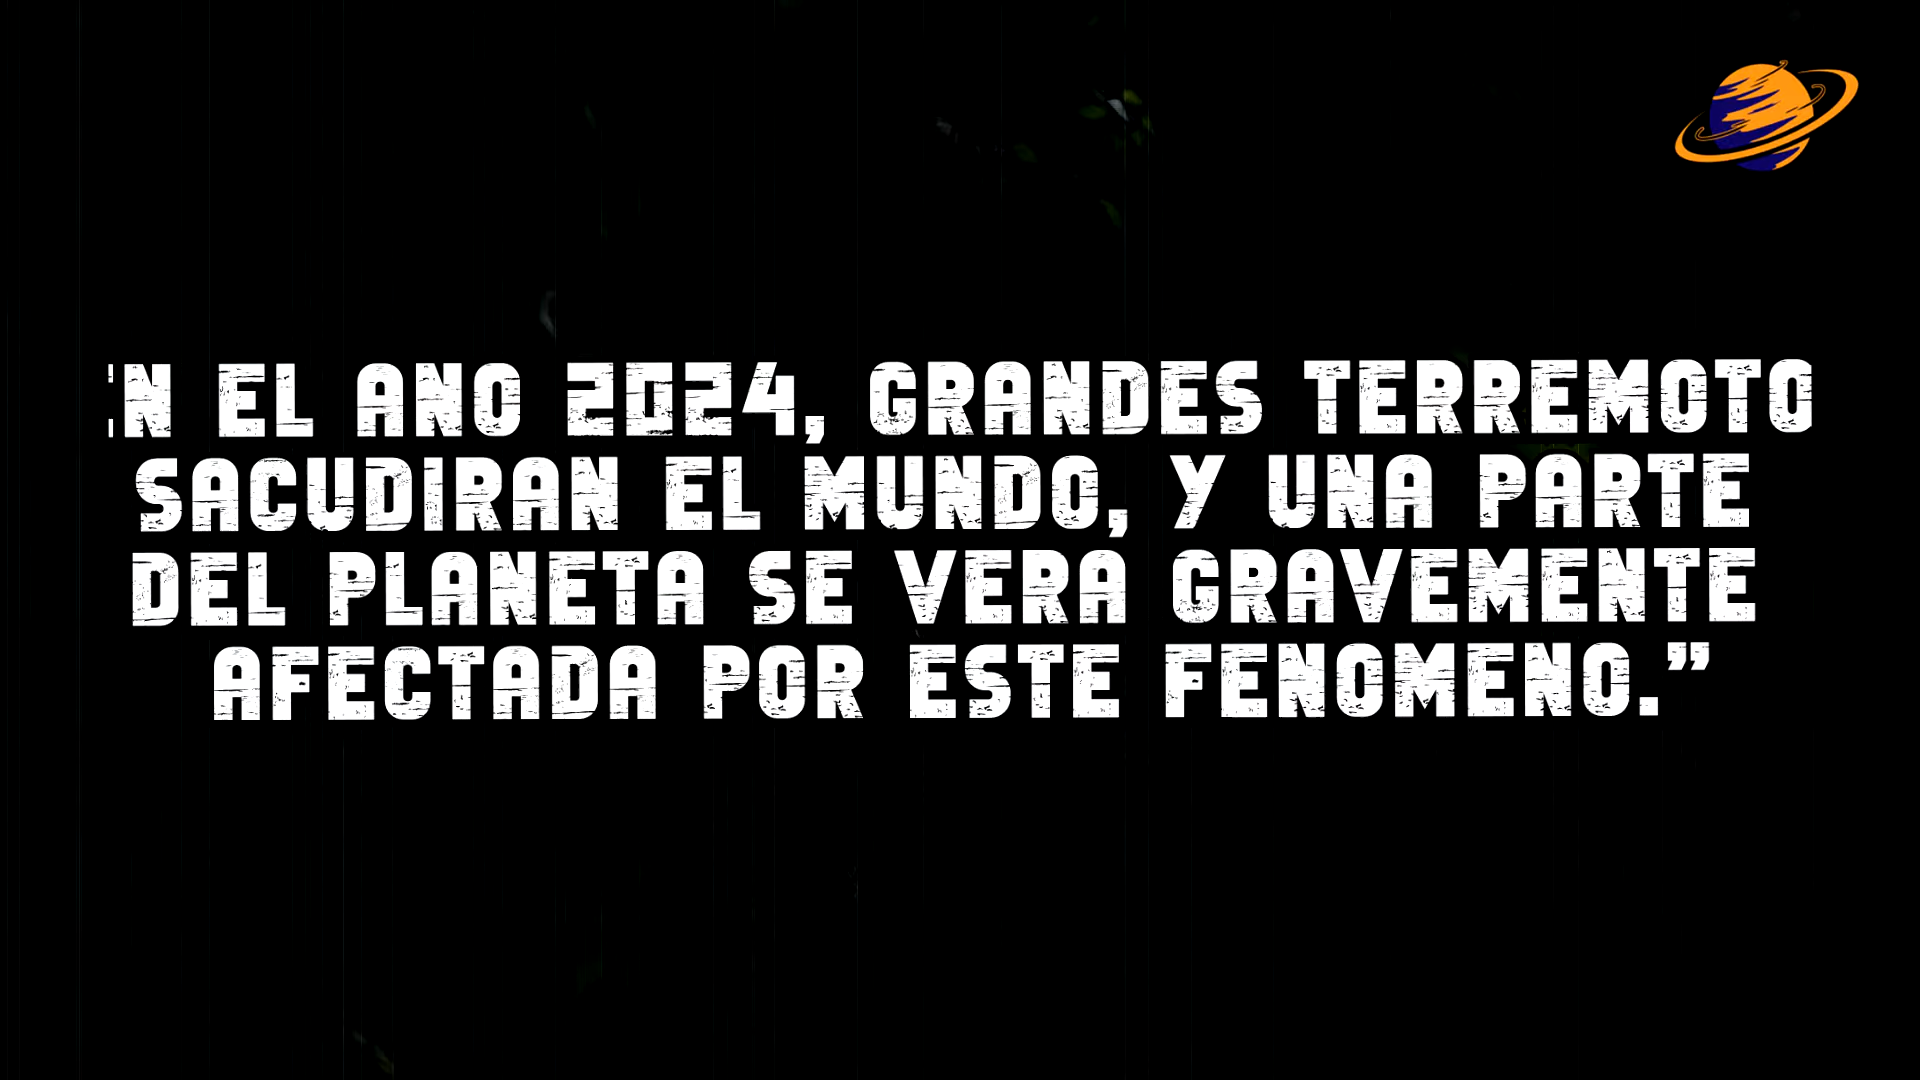 EN EL ANO 2024, GRANDES TERREMOTO
SACUDIRAN EL MUNDO, Y UNA PARTE
DEL PLANETA SE VERA GRAVEMENTE
AFECTADA POR ESTE FENOMENO.”